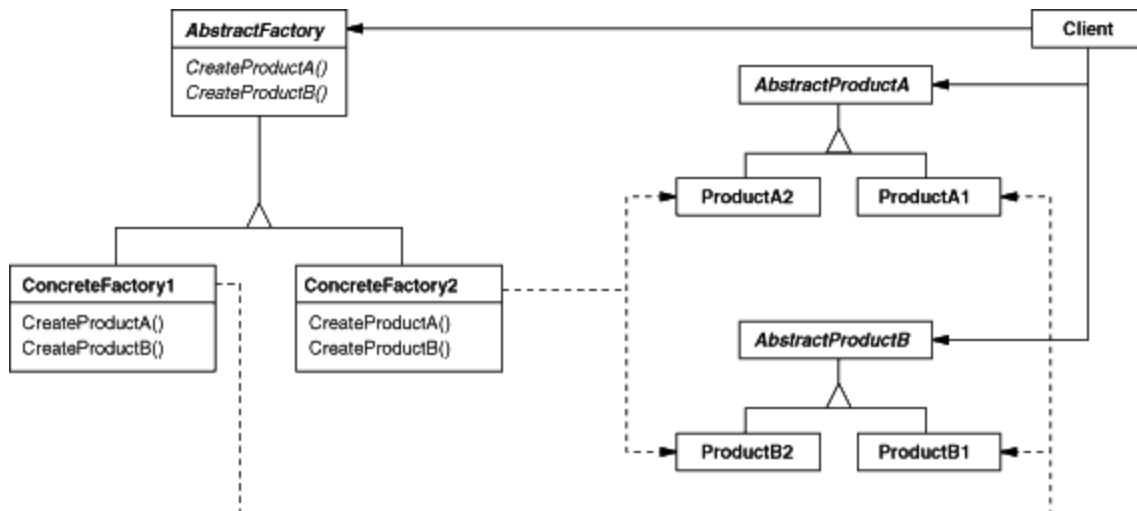 AbstractFactory
CreateProductA()
CreateProductB()
Client
AbstractProductA
ProductA2
ProductA1
ConcreteFactory1
CreateProductA()
CreateProductB()
ConcreteFactory2
CreateProductA()
CreateProductB()
AbstractProductB
ProductB2
ProductB1